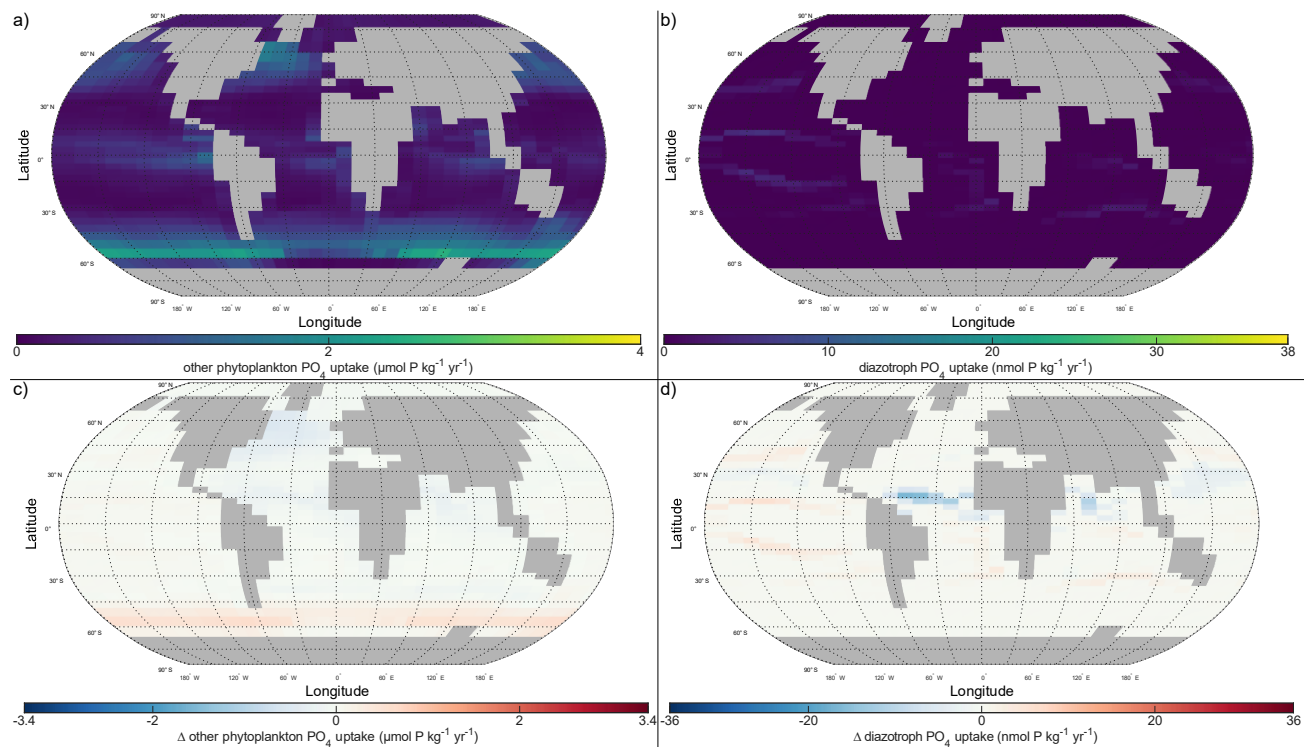 a)
90° N
60° N
30° N
0°
30° S
60° S
90° S
Latitude
180° W
120° W
60° W
0°
60° E
120° E
180° E
Longitude
0
2
4
other phytoplankton PO4 uptake (μmol P kg-1 yr-1)
b)
90° N
60° N
30° N
0°
30° S
60° S
90° S
Latitude
180° W
120° W
60° W
0°
60° E
120° E
180° E
Longitude
0
10
20
30
38
diazotroph PO4 uptake (nmol P kg-1 yr-1)
c)
90° N
60° N
30° N
0°
30° S
60° S
90° S
Latitude
180° W
120° W
60° W
0°
60° E
120° E
180° E
Longitude
-3.4
-2
0
2
3.4
Δ other phytoplankton PO4 uptake (μmol P kg-1 yr-1)
d)
90° N
60° N
30° N
0°
30° S
60° S
90° S
Latitude
180° W
120° W
60° W
0°
60° E
120° E
180° E
Longitude
-36
-20
0
20
36
Δ diazotroph PO4 uptake (nmol P kg-1 yr-1)